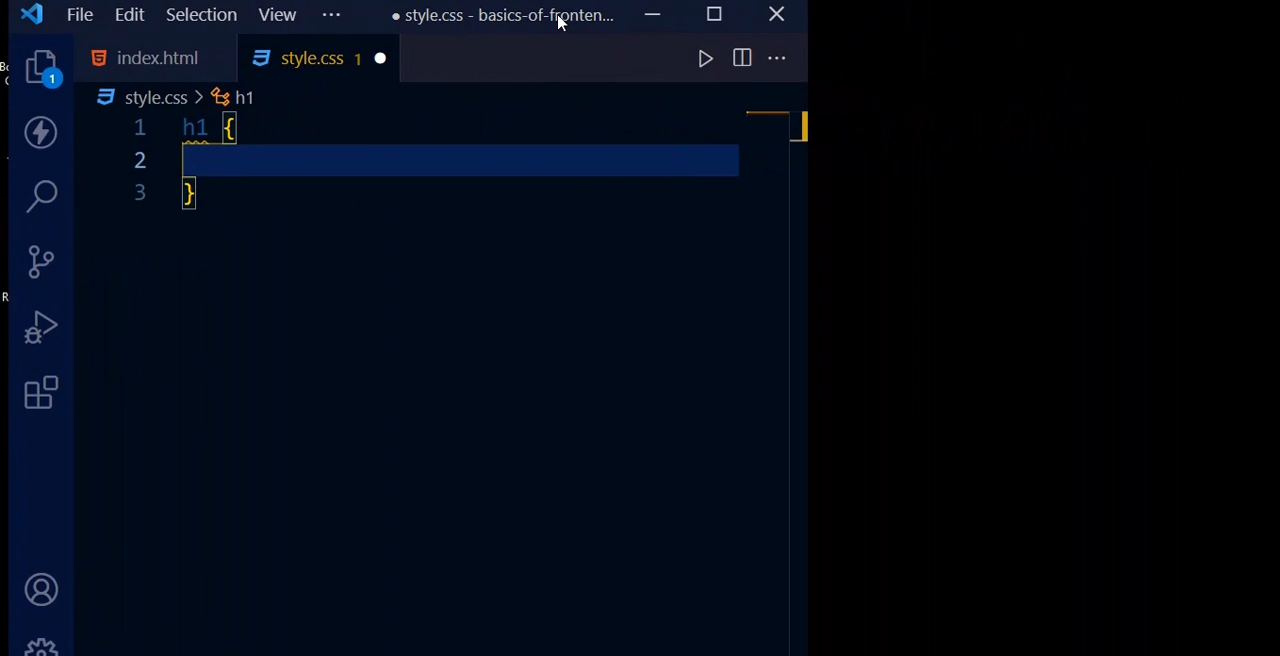 File Edit Selection View ··· ● style.css - basics-of-fronten...
index.html style.css 1
style.css > h1
1 h1 {
2
3 }
1